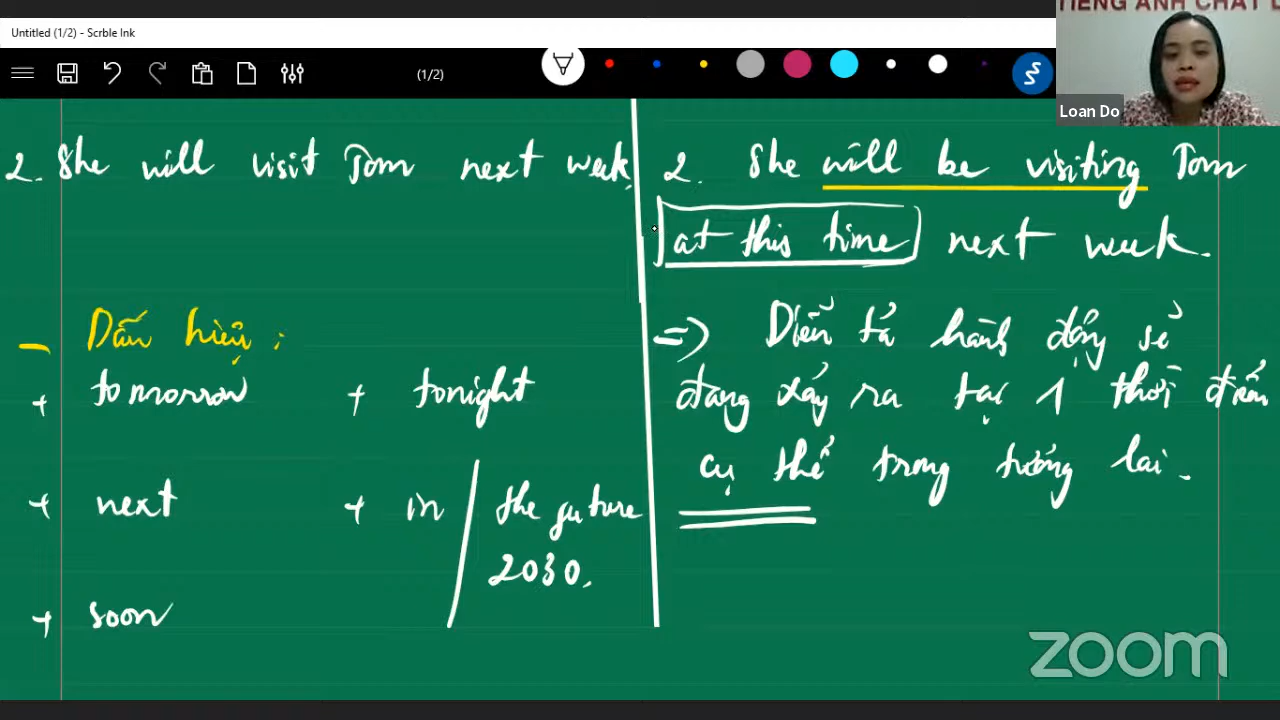 TIẾNG ANH CHẤT L
Untitled (1/2) - Scrble Ink
(1/2)
Loan Do
2. She will visit Tom next week.
- Dấu hiệu :
+ tomorrow + tonight
+ next + in / the future
2030.
+ soon
2. She will be visiting Tom
at this time next week.
=> Diễn tả hành động sẽ
đang xảy ra tại 1 thời điểm
cụ thể trong tương lai.
zoom